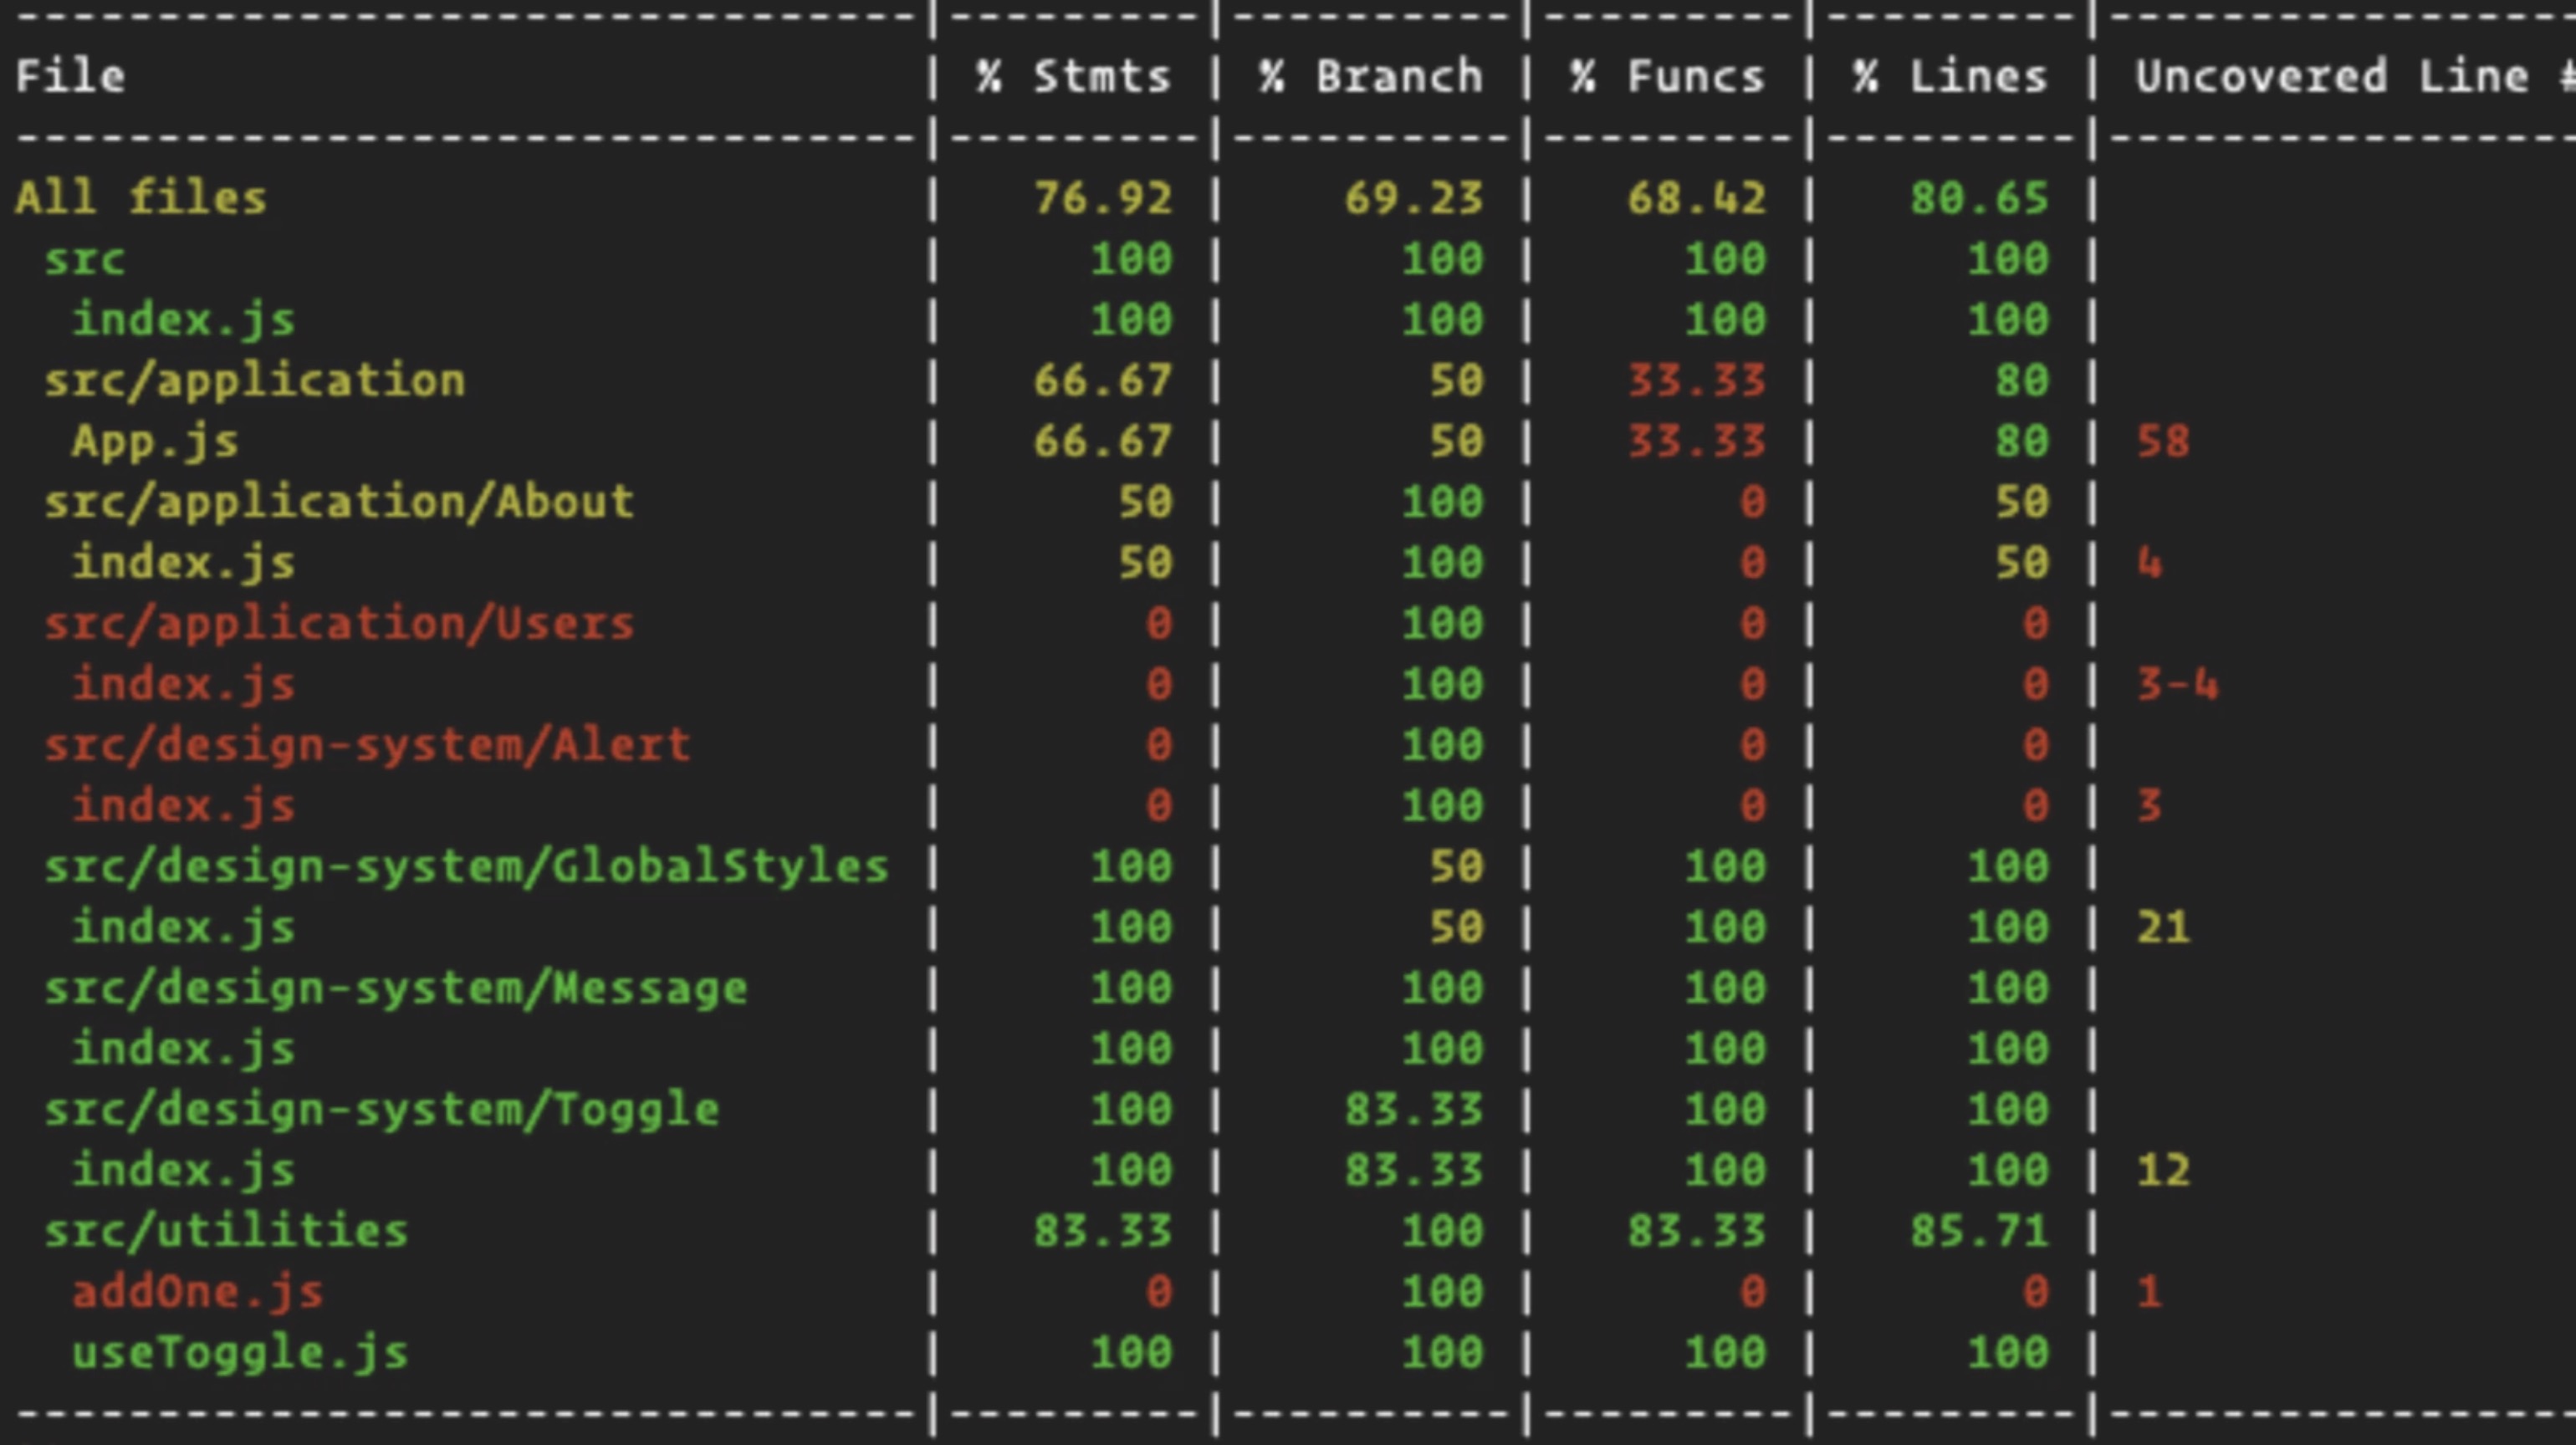 ---------------------------------|---------|----------|---------|---------|-----------------
File                             | % Stmts | % Branch | % Funcs | % Lines | Uncovered Line #
---------------------------------|---------|----------|---------|---------|-----------------
All files                        |   76.92 |    69.23 |   68.42 |   80.65 |
 src                             |     100 |      100 |     100 |     100 |
  index.js                       |     100 |      100 |     100 |     100 |
 src/application                 |   66.67 |       50 |   33.33 |      80 |
  App.js                         |   66.67 |       50 |   33.33 |      80 | 58
 src/application/About           |      50 |      100 |       0 |      50 |
  index.js                       |      50 |      100 |       0 |      50 | 4
 src/application/Users           |       0 |      100 |       0 |       0 |
  index.js                       |       0 |      100 |       0 |       0 | 3-4
 src/design-system/Alert         |       0 |      100 |       0 |       0 |
  index.js                       |       0 |      100 |       0 |       0 | 3
 src/design-system/GlobalStyles  |     100 |       50 |     100 |     100 |
  index.js                       |     100 |       50 |     100 |     100 | 21
 src/design-system/Message       |     100 |      100 |     100 |     100 |
  index.js                       |     100 |      100 |     100 |     100 |
 src/design-system/Toggle        |     100 |    83.33 |     100 |     100 |
  index.js                       |     100 |    83.33 |     100 |     100 | 12
 src/utilities                   |   83.33 |      100 |   83.33 |   85.71 |
  addOne.js                      |       0 |      100 |       0 |       0 | 1
  useToggle.js                   |     100 |      100 |     100 |     100 |
---------------------------------|---------|----------|---------|---------|-----------------